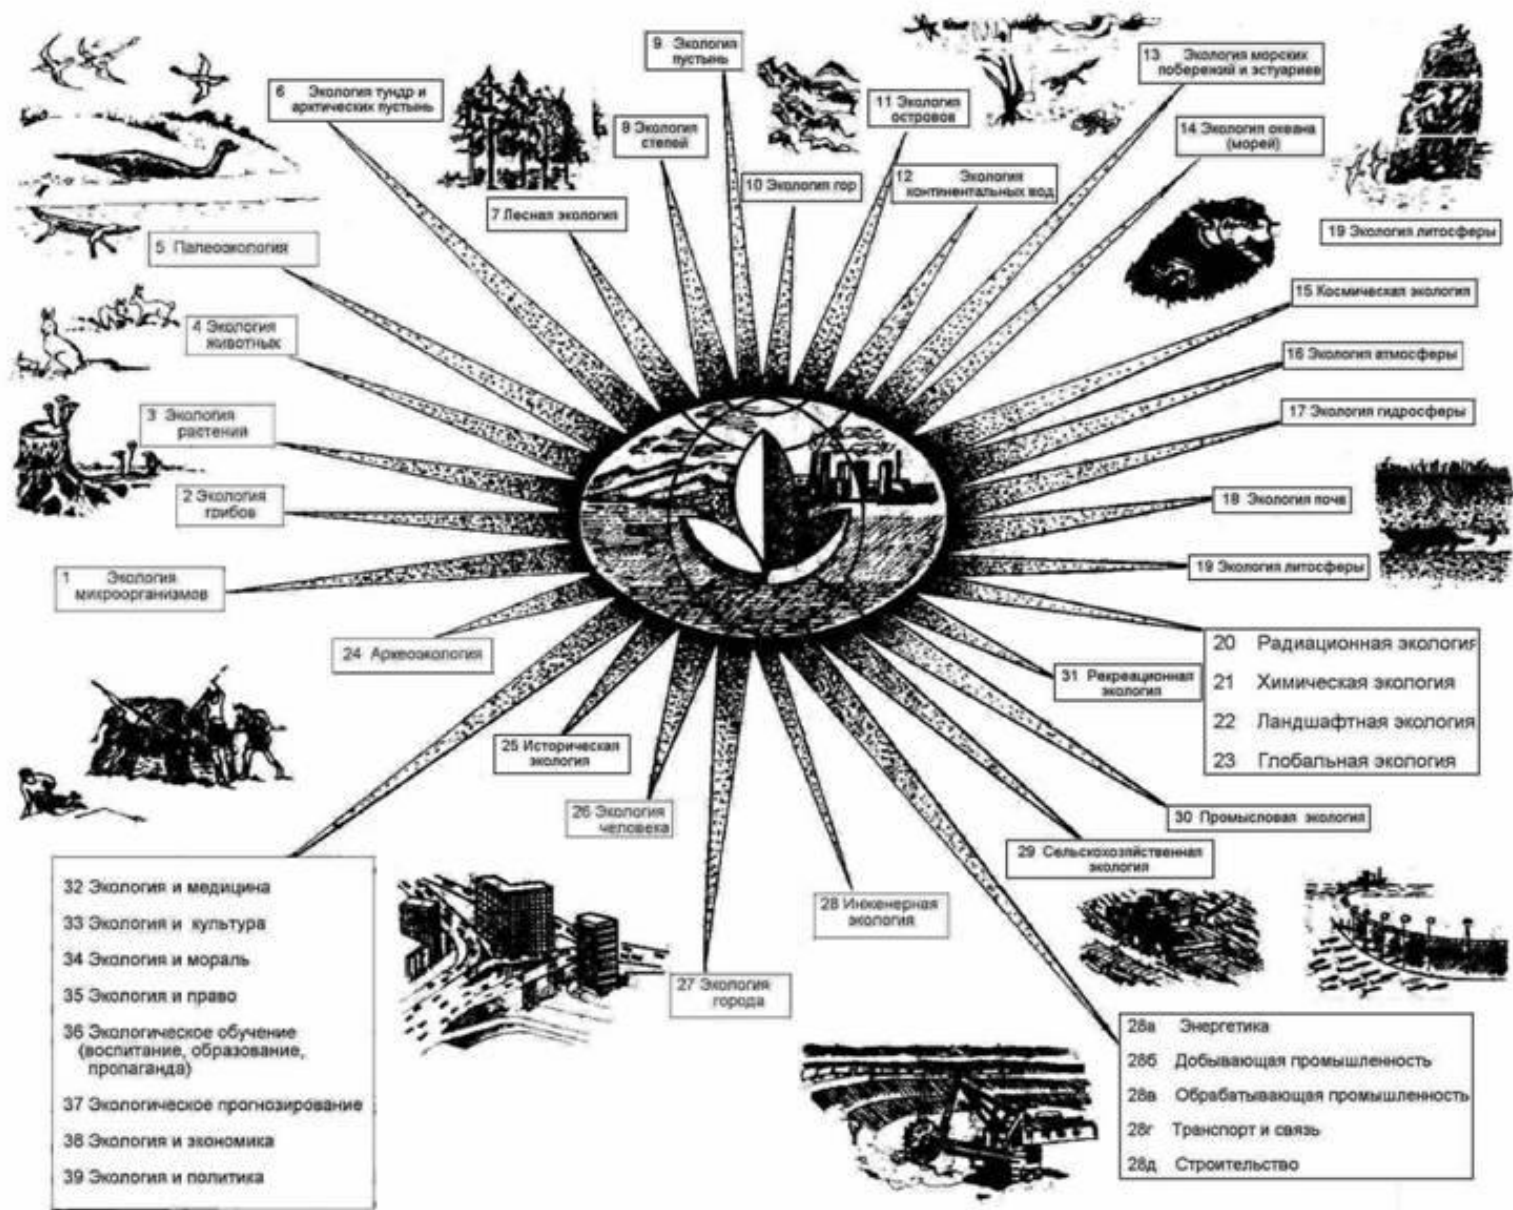 1 Экология
микроорганизмов
2 Экология
грибов
3 Экология
растений
4 Экология
животных
5 Палеоэкология
6 Экология тундр и
арктических пустынь
7 Лесная экология
8 Экология
степей
9 Экология
пустынь
10 Экология гор
11 Экология
островов
12 Экология
континентальных вод
13 Экология морских
побережий и эстуариев
14 Экология океана
(морей)
19 Экология литосферы
15 Космическая экология
16 Экология атмосферы
17 Экология гидросферы
18 Экология почв
19 Экология литосферы
20 Радиационная экология
21 Химическая экология
22 Ландшафтная экология
23 Глобальная экология
24 Археоэкология
25 Историческая
экология
26 Экология
человека
27 Экология
города
28 Инженерная
экология
28а Энергетика
28б Добывающая промышленность
28в Обрабатывающая промышленность
28г Транспорт и связь
28д Строительство
29 Сельскохозяйственная
экология
30 Промысловая экология
31 Рекреационная
экология
32 Экология и медицина
33 Экология и культура
34 Экология и мораль
35 Экология и право
36 Экологическое обучение
(воспитание, образование,
пропаганда)
37 Экологическое прогнозирование
38 Экология и экономика
39 Экология и политика